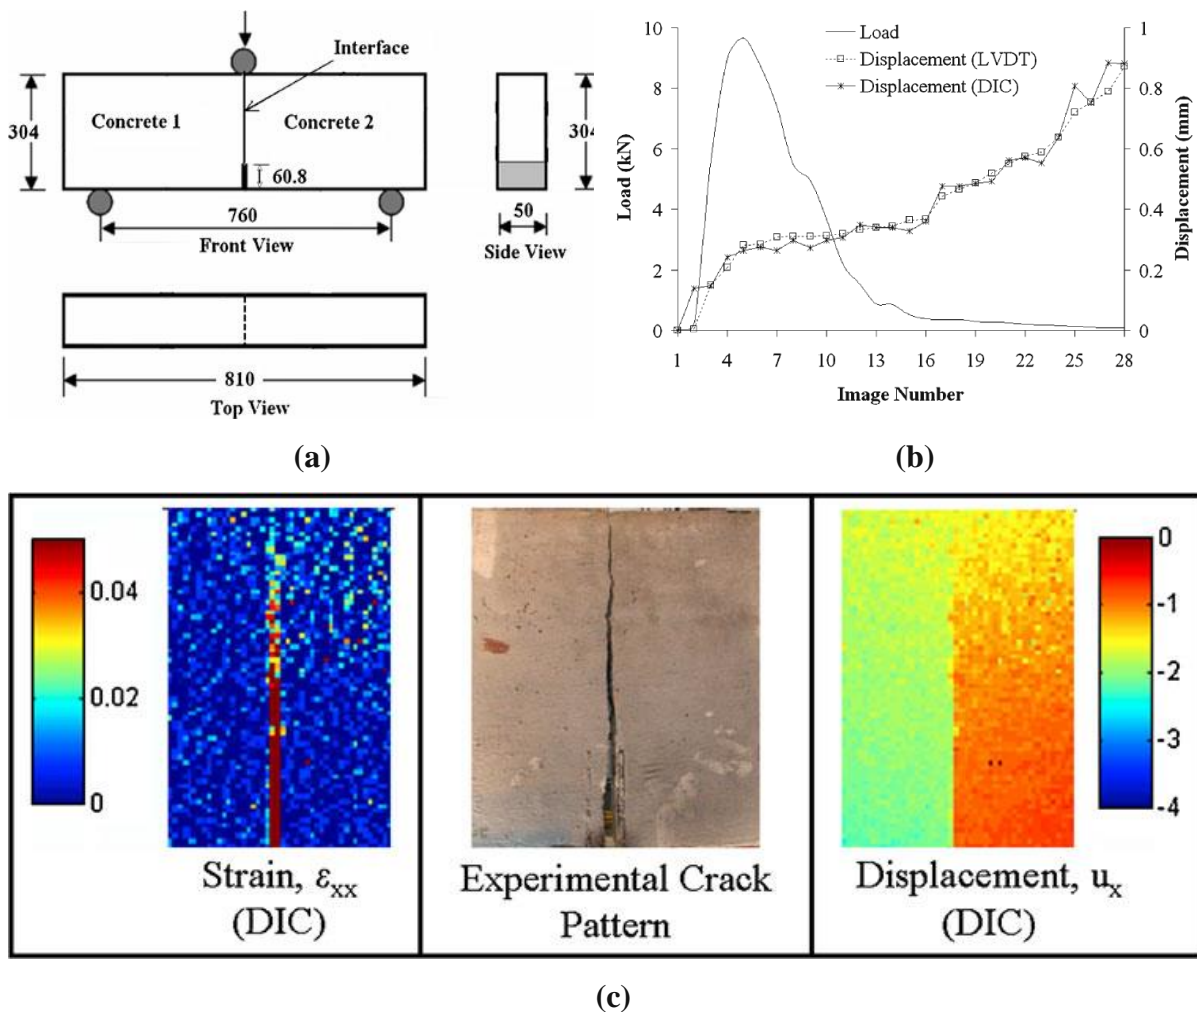 Interface
Concrete 1
Concrete 2
304
60.8
760
Front View
304
50
Side View
810
Top View
(a)
Load
Displacement (LVDT)
Displacement (DIC)
10
8
6
4
2
0
Load (kN)
1
0.8
0.6
0.4
0.2
0
Displacement (mm)
1 4 7 10 13 16 19 22 25 28
Image Number
(b)
0.04
0.02
0
Strain, εxx
(DIC)
Experimental Crack
Pattern
0
-1
-2
-3
-4
Displacement, ux
(DIC)
(c)